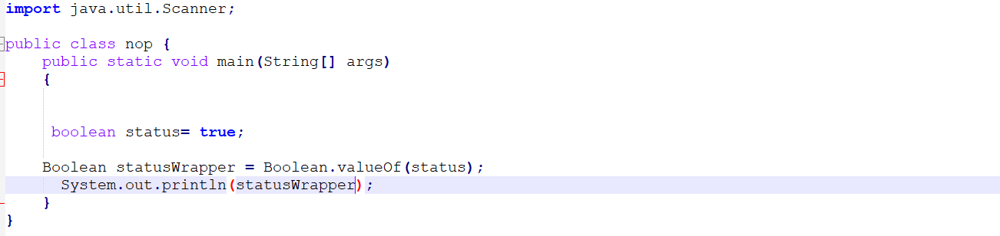 import java.util.Scanner;
public class nop {
public static void main(String[] args)
{
boolean status= true;
Boolean statusWrapper = Boolean.valueOf(status);
System.out.println(statusWrapper);
}
}